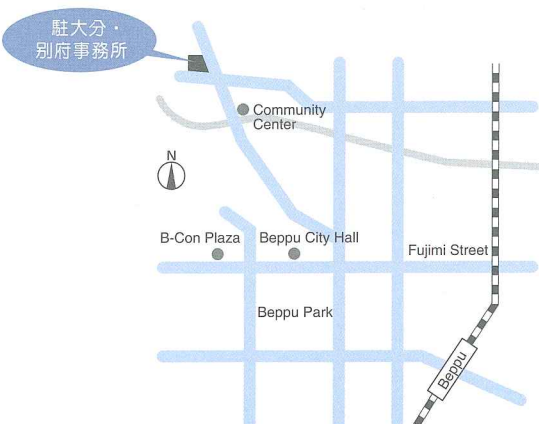 駐大分・
別府事務所
Community
Center
N
B-Con Plaza
Beppu City Hall
Fujimi Street
Beppu Park
Beppu